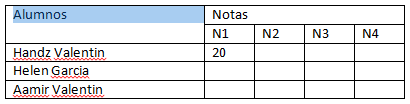 Alumnos Notas
N1 N2 N3 N4
Handz Valentin 20
Helen Garcia
Aamir Valentin